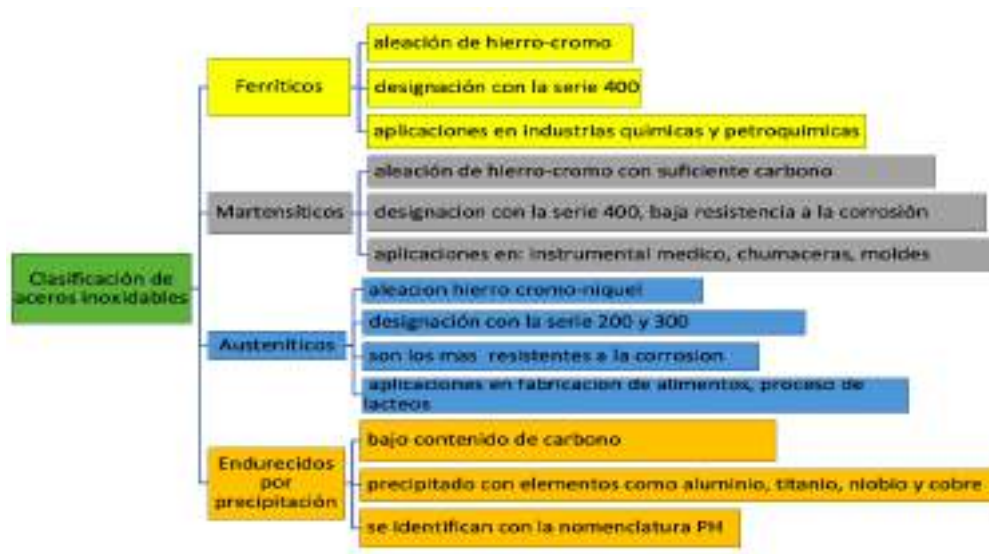 aleación de hierro-cromo
Ferríticos
designación con la serie 400
aplicaciones en industrias quimicas y petroquimicas
aleación de hierro-cromo con suficiente carbono
Martensíticos
designacion con la serie 400, baja resistencia a la corrosión
aplicaciones en: instrumental medico, chumaceras, moldes
Clasificación de
aceros inoxidables
aleacion hierro cromo-niquel
designación con la serie 200 y 300
Austeníticos
son los mas resistentes a la corrosion
aplicaciones en fabricacion de alimentos, proceso de
lacteos
bajo contenido de carbono
Endurecidos
por
precipitación
precipitado con elementos como aluminio, titanio, niobio y cobre
se identifican con la nomenclatura PH